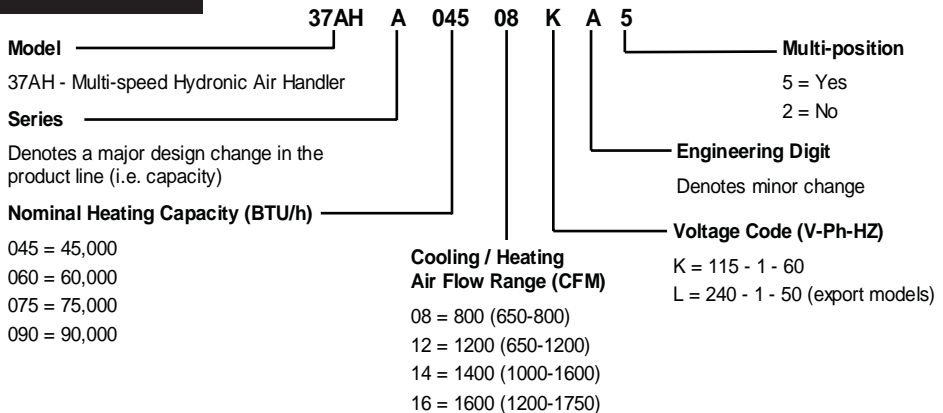 37AH A 045 08 K A 5
Model
37AH - Multi-speed Hydronic Air Handler
Series
Denotes a major design change in the
product line (i.e. capacity)
Nominal Heating Capacity (BTU/h)
045 = 45,000
060 = 60,000
075 = 75,000
090 = 90,000
Cooling / Heating
Air Flow Range (CFM)
08 = 800 (650-800)
12 = 1200 (650-1200)
14 = 1400 (1000-1600)
16 = 1600 (1200-1750)
Multi-position
5 = Yes
2 = No
Engineering Digit
Denotes minor change
Voltage Code (V-Ph-HZ)
K = 115 - 1 - 60
L = 240 - 1 - 50 (export models)